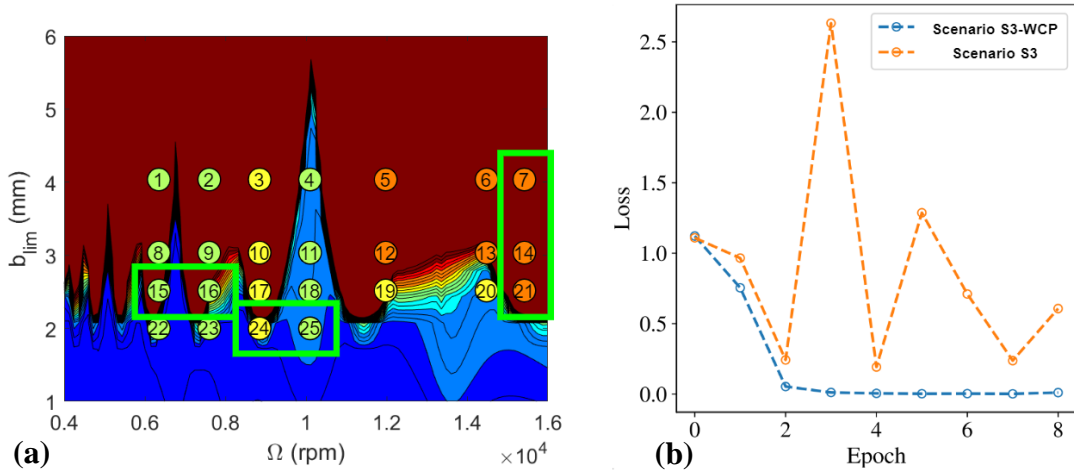 6
5
4
3
2
1
b_lim (mm)
1 2 3 4 5 6 7
8 9 10 11 12 13 14
15 16 17 18 19 20 21
22 23 24 25
0.4 0.6 0.8 1 1.2 1.4 1.6
Ω (rpm)
× 10⁴
(a)
Scenario S3-WCP
Scenario S3
2.5
2.0
1.5
1.0
0.5
0.0
Loss
0 2 4 6 8
Epoch
(b)